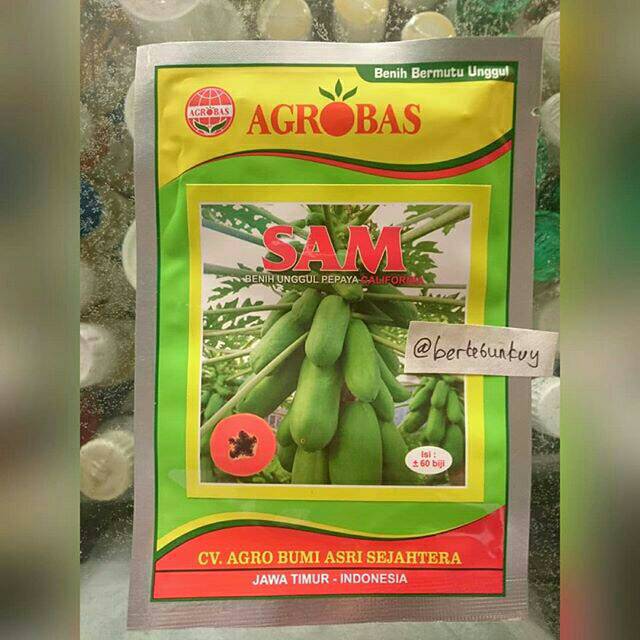 Benih Bermutu Unggul
AGROBAS
AGROBAS
SAM
BENIH UNGGUL PEPAYA CALIFORNIA
@berkebunkuy
Isi :
± 60 biji
CV. AGRO BUMI ASRI SEJAHTERA
JAWA TIMUR - INDONESIA